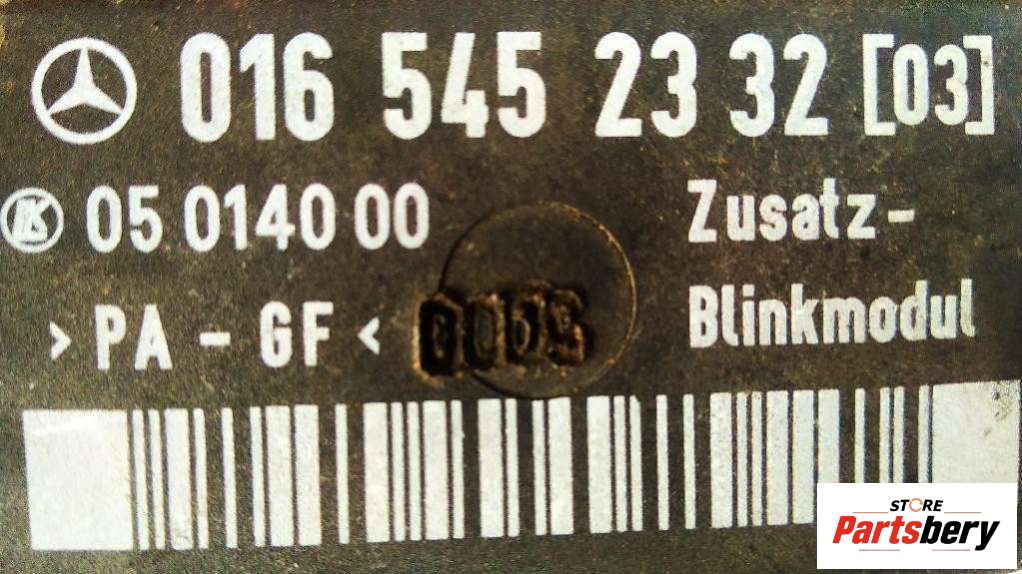 016 545 23 32 [03]
05 0140 00
Zusatz-
Blinkmodul
> PA - GF <
STORE
Partsbery